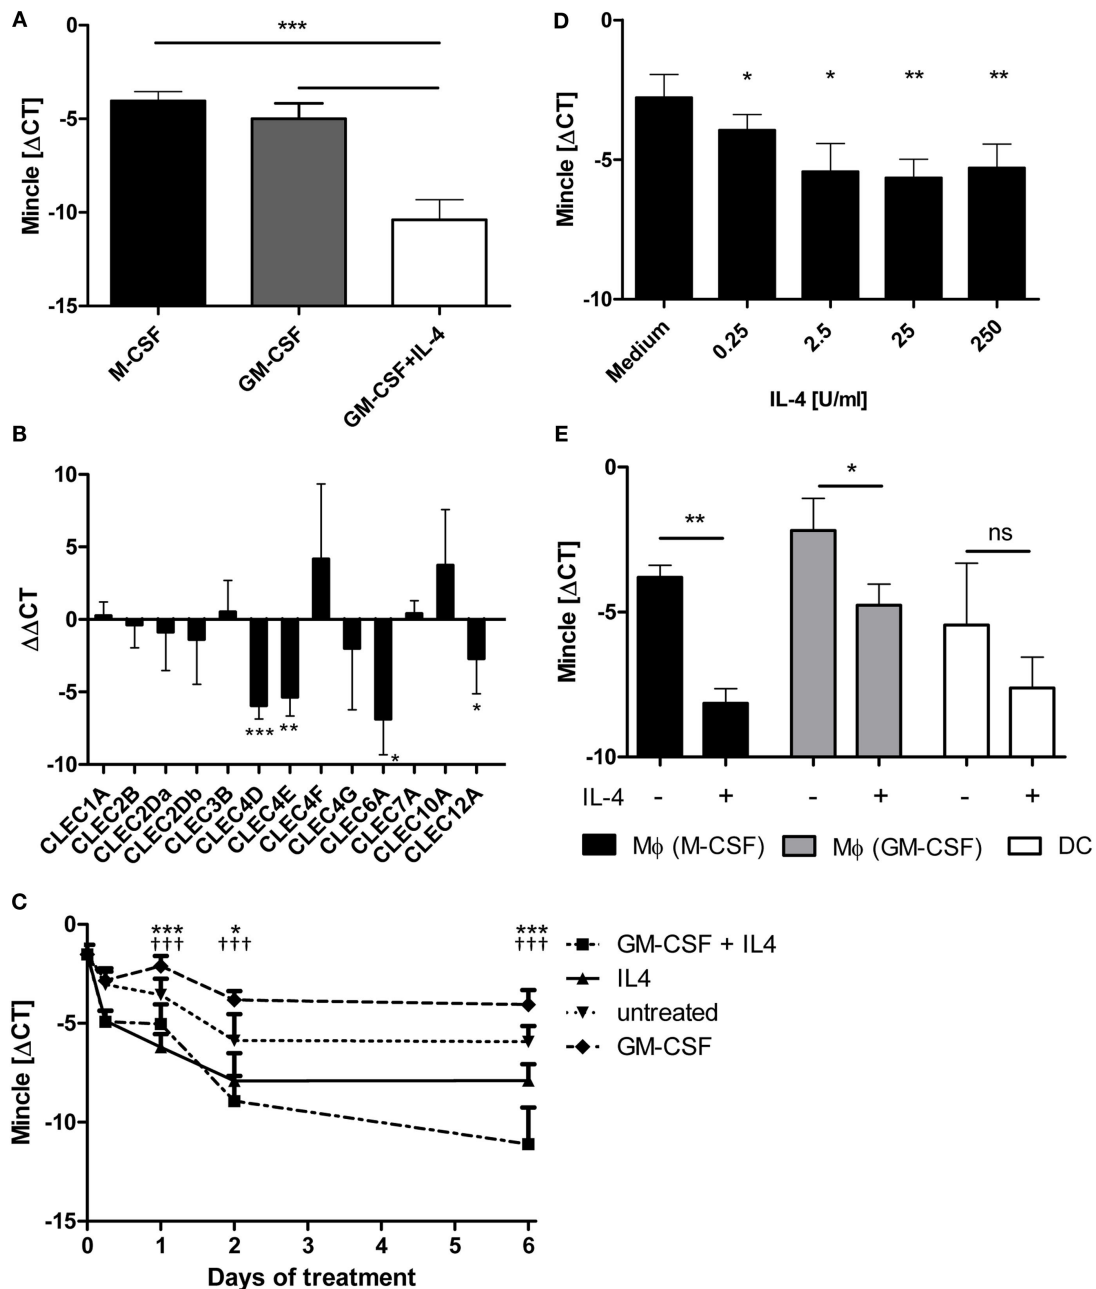 A
0
-5
-10
-15
Mincle [ΔCT]
***
M-CSF
GM-CSF
GM-CSF+IL-4
B
10
5
0
-5
-10
ΔΔCT
***
**
*
*
CLEC1A
CLEC2B
CLEC2Da
CLEC2Db
CLEC3B
CLEC4D
CLEC4E
CLEC4F
CLEC4G
CLEC6A
CLEC7A
CLEC10A
CLEC12A
C
0
-5
-10
-15
Mincle [ΔCT]
*** * ***
††† ††† †††
0 1 2 3 4 5 6
Days of treatment
GM-CSF + IL4
IL4
untreated
GM-CSF
D
0
-5
-10
Mincle [ΔCT]
* * ** **
Medium
0.25
2.5
25
250
IL-4 [U/ml]
E
0
-5
-10
Mincle [ΔCT]
**
*
ns
IL-4 - + - + - +
Mϕ (M-CSF) Mϕ (GM-CSF) DC